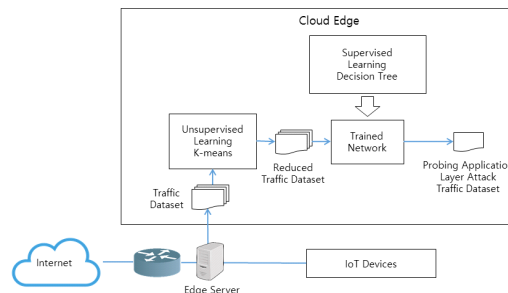 Cloud Edge
Supervised
Learning
Decision Tree
Unsupervised
Learning
K-means
Trained
Network
Reduced
Traffic Dataset
Probing Application
Layer Attack
Traffic Dataset
Traffic
Dataset
Internet
IoT Devices
Edge Server